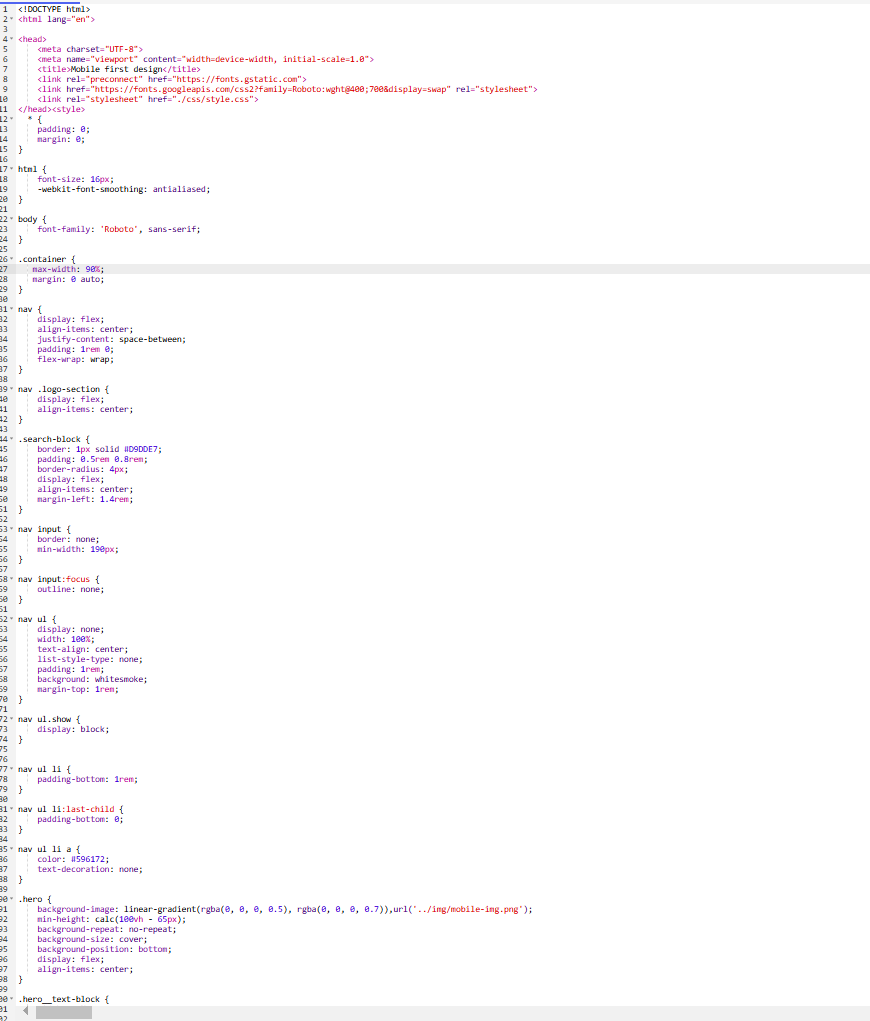 1 <!DOCTYPE html>
2 <html lang="en">
3
4 <head>
5 <meta charset="UTF-8">
6 <meta name="viewport" content="width=device-width, initial-scale=1.0">
7 <title>Mobile first design</title>
8 <link rel="preconnect" href="https://fonts.gstatic.com">
9 <link href="https://fonts.googleapis.com/css2?family=Roboto:wght@400;700&display=swap" rel="stylesheet">
10 <link rel="stylesheet" href="./css/style.css">
11 </head><style>
12 * {
13 padding: 0;
14 margin: 0;
15 }
16
17 html {
18 font-size: 16px;
19 -webkit-font-smoothing: antialiased;
20 }
21
22 body {
23 font-family: 'Roboto', sans-serif;
24 }
25
26 .container {
27 max-width: 90%;
28 margin: 0 auto;
29 }
30
31 nav {
32 display: flex;
33 align-items: center;
34 justify-content: space-between;
35 padding: 1rem 0;
36 flex-wrap: wrap;
37 }
38
39 nav .logo-section {
40 display: flex;
41 align-items: center;
42 }
43
44 .search-block {
45 border: 1px solid #D9DDE7;
46 padding: 0.5rem 0.8rem;
47 border-radius: 4px;
48 display: flex;
49 align-items: center;
50 margin-left: 1.4rem;
51 }
52
53 nav input {
54 border: none;
55 min-width: 190px;
56 }
57
58 nav input:focus {
59 outline: none;
60 }
61
62 nav ul {
63 display: none;
64 width: 100%;
65 text-align: center;
66 list-style-type: none;
67 padding: 1rem;
68 background: whitesmoke;
69 margin-top: 1rem;
70 }
71
72 nav ul.show {
73 display: block;
74 }
75
76
77 nav ul li {
78 padding-bottom: 1rem;
79 }
80
81 nav ul li:last-child {
82 padding-bottom: 0;
83 }
84
85 nav ul li a {
86 color: #596172;
87 text-decoration: none;
88 }
89
90 .hero {
91 background-image: linear-gradient(rgba(0, 0, 0, 0.5), rgba(0, 0, 0, 0.7)),url('../img/mobile-img.png');
92 min-height: calc(100vh - 65px);
93 background-repeat: no-repeat;
94 background-size: cover;
95 background-position: bottom;
96 display: flex;
97 align-items: center;
98 }
99
00 .hero__text-block {
01
02